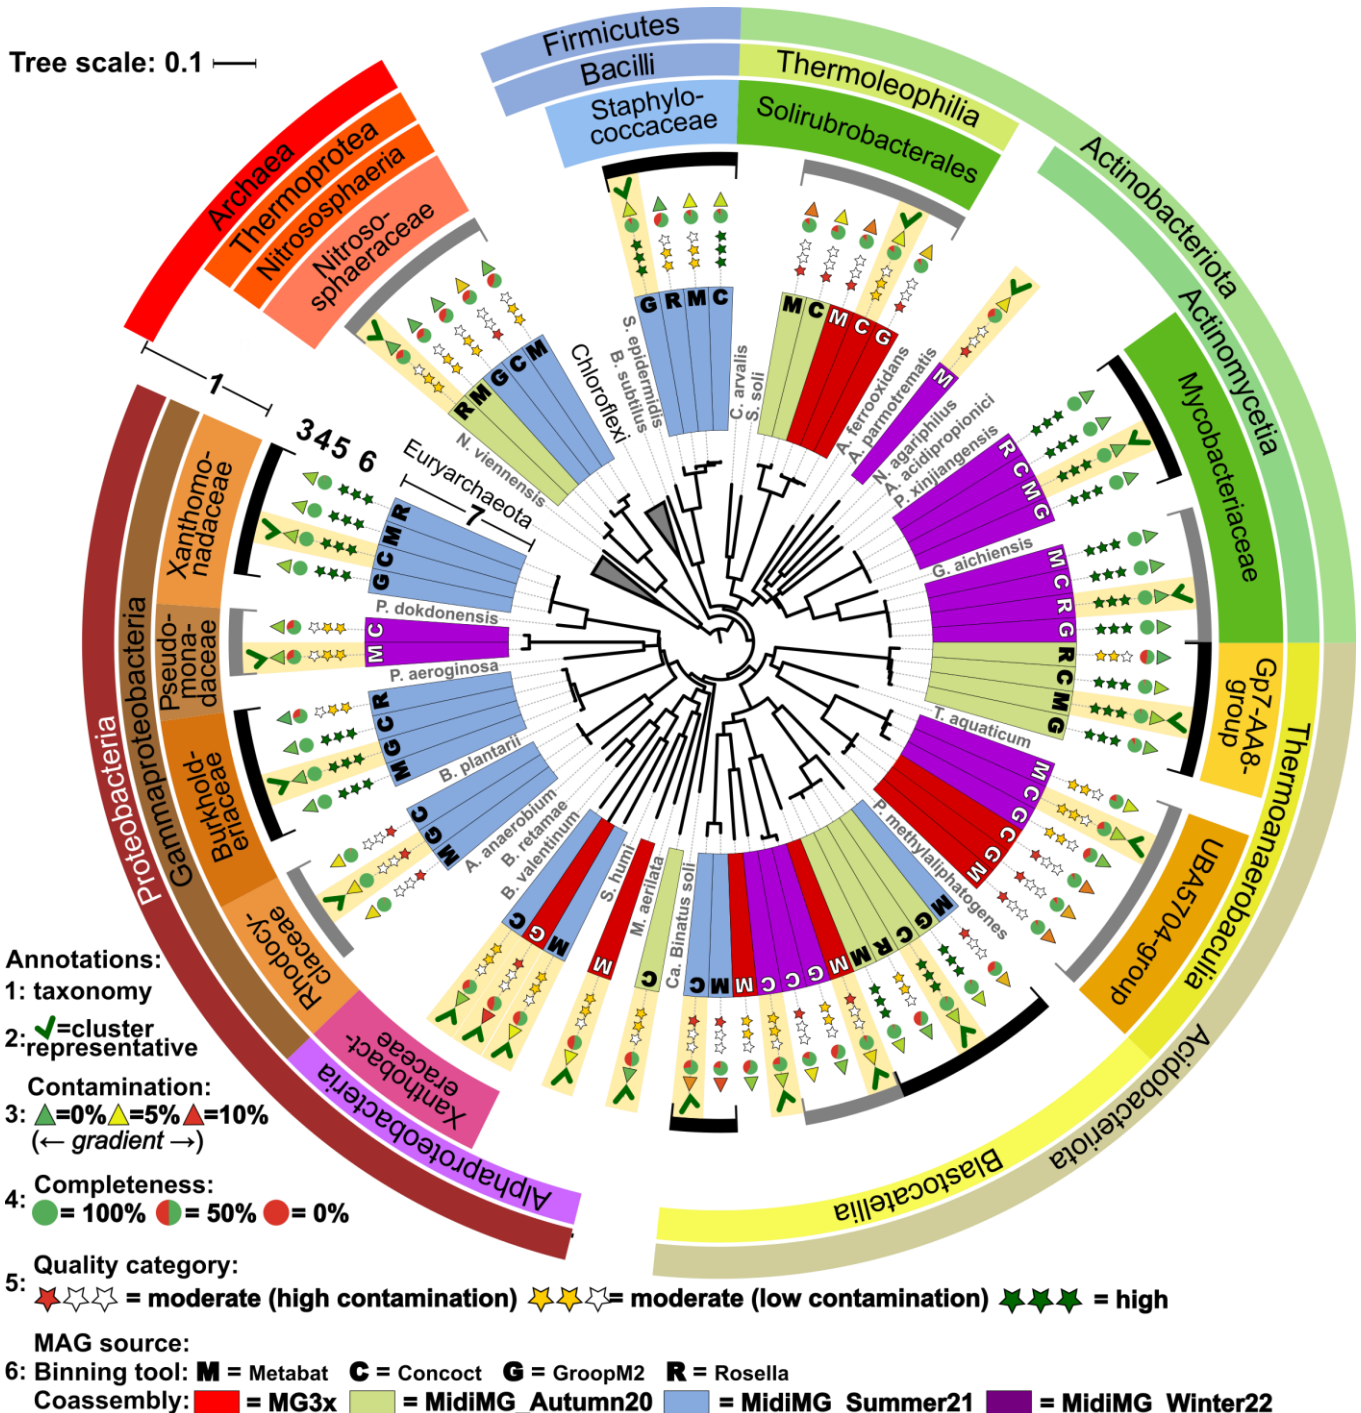 Tree scale: 0.1
Firmicutes
Bacilli
Staphylo-
coccaceae
Thermoleophilia
Solirubrobacterales
Actinobacteriota
Actinomycetia
Mycobacteriaceae
Archaea
Thermoprotea
Nitrososphaeria
Nitroso-
sphaeraceae
1
3 4 5 6
Euryarchaeota
7
Chloroflexi
R M G C M
N. viennensis
G R M C
S. epidermidis
B. subtilus
C. arvalis
S. soli
M C M C G
A. ferrooxidans
A. parmotrematis
M
N. agariphilus
A. acidipropionici
P. xinjiangensis
R C M G
G. aichiensis
M C R G
R C M G
Gp7-AA8-
group
T. aquaticum
M C G C G M
UBA5704-group
Thermoanaerobaculia
Acidobacteriota
Blastocatellia
P. methylaliphatogenes
M G C R M M G C C M M C
Ca. Binatus soli
C
M. aerilata
M
S. humi
M G C
B. valentinum
B. retamae
A. anaerobium
M G C
B. plantarii
M G C R
P. aeroginosa
M C
P. dokdonensis
G C M R
Xanthomo-
nadaceae
Pseudo-
mona-
daceae
Burkhold-
eriaceae
Rhodocy-
claceae
Xanthobact-
eraceae
Gammaproteobacteria
Alphaproteobacteria
Proteobacteria
Annotations:
1: taxonomy
2: =cluster
representative
Contamination:
3: =0% =5% =10%
(← gradient →)
Completeness:
4: = 100% = 50% = 0%
Quality category:
5: = moderate (high contamination) = moderate (low contamination) = high
MAG source:
6: Binning tool: M = Metabat C = Concoct G = GroopM2 R = Rosella
Coassembly: = MG3x = MidiMG_Autumn20 = MidiMG_Summer21 = MidiMG_Winter22